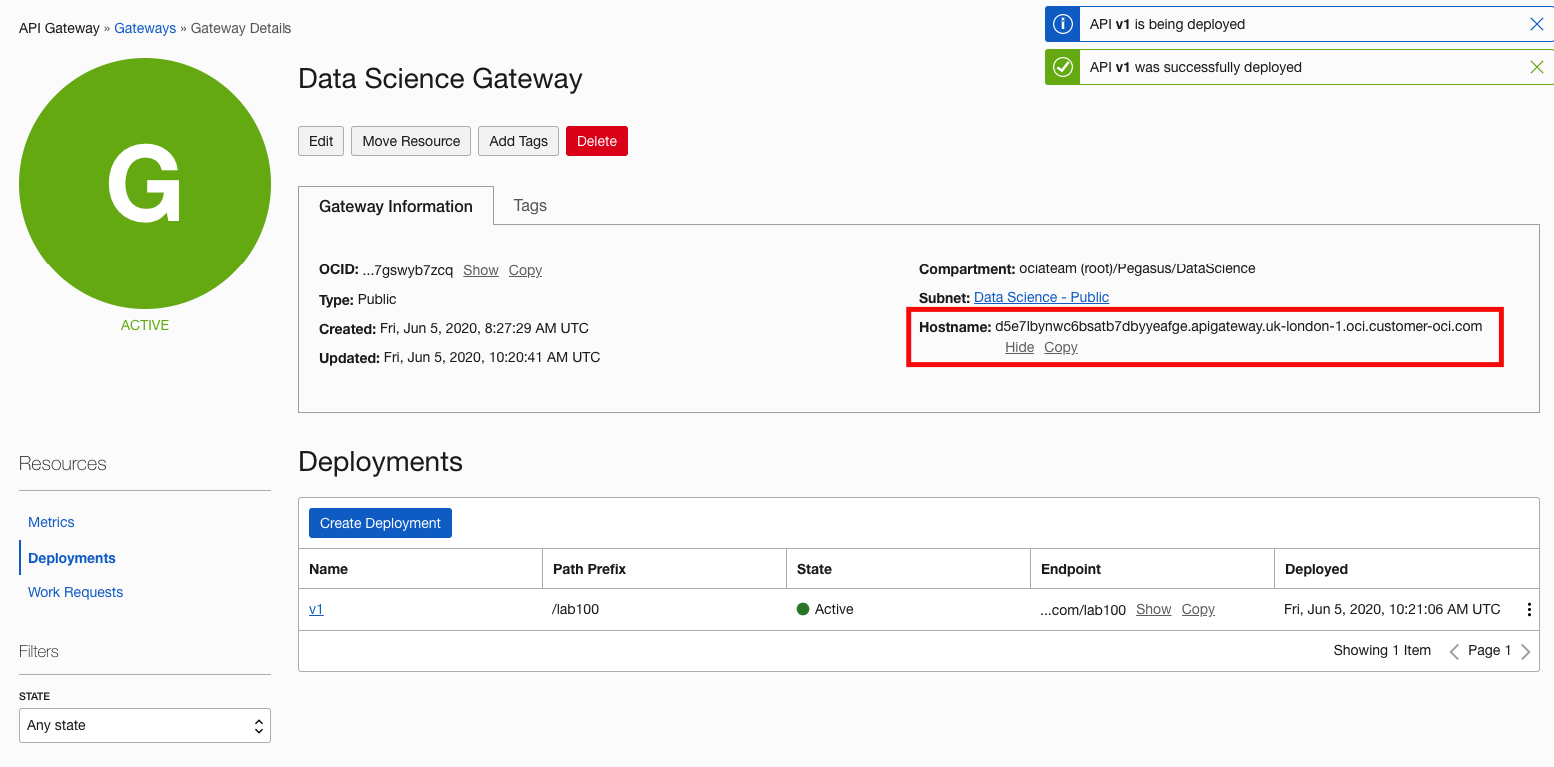 API Gateway » Gateways » Gateway Details
API v1 is being deployed
API v1 was successfully deployed
G
ACTIVE
Data Science Gateway
Edit Move Resource Add Tags Delete
Gateway Information Tags
OCID: ...7gswyb7zcq Show Copy
Type: Public
Created: Fri, Jun 5, 2020, 8:27:29 AM UTC
Updated: Fri, Jun 5, 2020, 10:20:41 AM UTC
Compartment: ociateam (root)/Pegasus/DataScience
Subnet: Data Science - Public
Hostname: d5e7lbynwc6bsatb7dbyyeafge.apigateway.uk-london-1.oci.customer-oci.com
Hide Copy
Resources
Metrics
Deployments
Work Requests
Filters
STATE
Any state
Deployments
Create Deployment
Name Path Prefix State Endpoint Deployed
v1 /lab100 Active ...com/lab100 Show Copy Fri, Jun 5, 2020, 10:21:06 AM UTC
Showing 1 Item Page 1